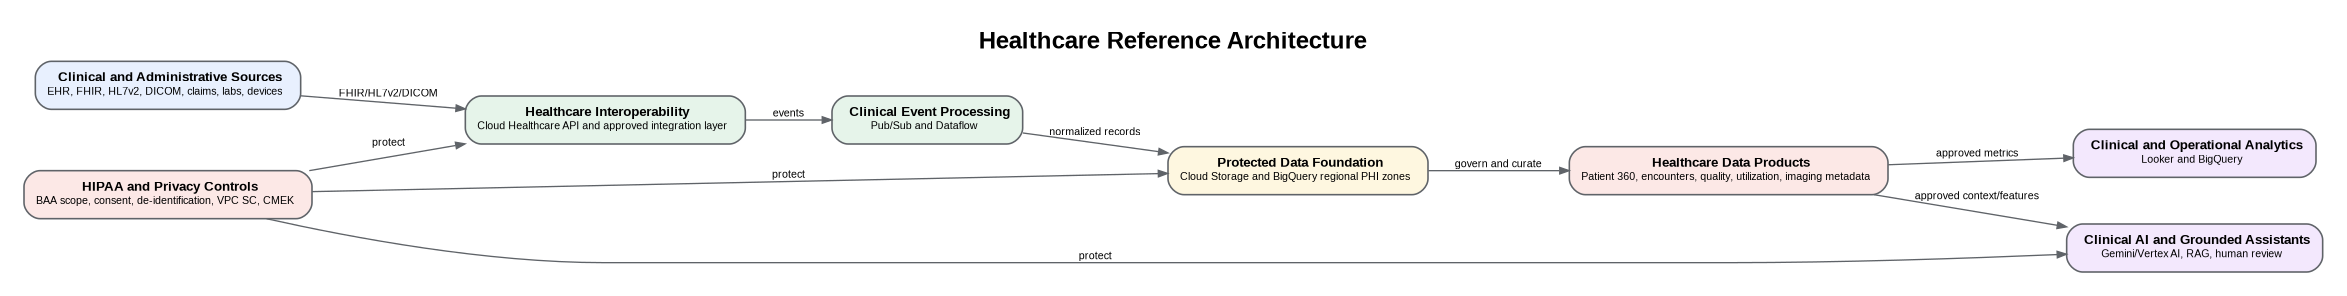 Healthcare Reference Architecture
Clinical and Administrative Sources
EHR, FHIR, HL7v2, DICOM, claims, labs, devices
FHIR/HL7v2/DICOM
Healthcare Interoperability
Cloud Healthcare API and approved integration layer
events
Clinical Event Processing
Pub/Sub and Dataflow
normalized records
protect
HIPAA and Privacy Controls
BAA scope, consent, de-identification, VPC SC, CMEK
protect
Protected Data Foundation
Cloud Storage and BigQuery regional PHI zones
govern and curate
Healthcare Data Products
Patient 360, encounters, quality, utilization, imaging metadata
approved metrics
Clinical and Operational Analytics
Looker and BigQuery
approved context/features
protect
Clinical AI and Grounded Assistants
Gemini/Vertex AI, RAG, human review